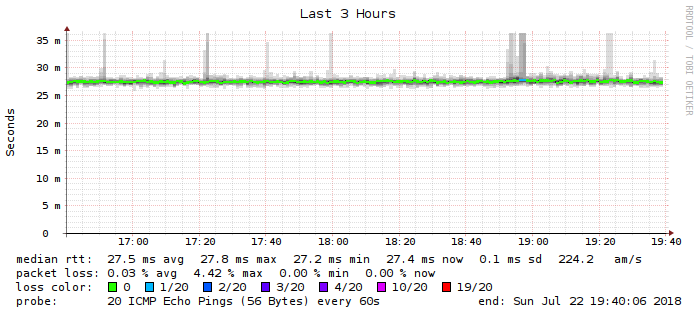 Last 3 Hours
RRDTOOL / TOBI OETIKER
Seconds
35 m
30 m
25 m
20 m
15 m
10 m
5 m
0
17:00 17:20 17:40 18:00 18:20 18:40 19:00 19:20 19:40
median rtt: 27.5 ms avg 27.8 ms max 27.2 ms min 27.4 ms now 0.1 ms sd 224.2 am/s
packet loss: 0.03 % avg 4.42 % max 0.00 % min 0.00 % now
loss color: 0 1/20 2/20 3/20 4/20 10/20 19/20
probe: 20 ICMP Echo Pings (56 Bytes) every 60s end: Sun Jul 22 19:40:06 2018